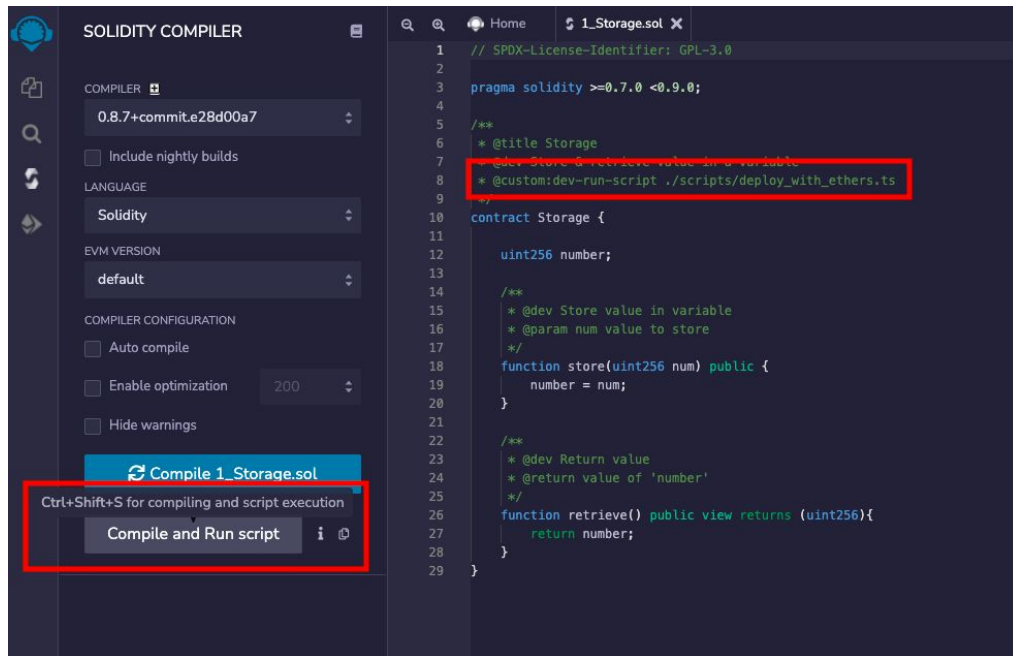 SOLIDITY COMPILER
COMPILER
0.8.7+commit.e28d00a7
Include nightly builds
LANGUAGE
Solidity
EVM VERSION
default
COMPILER CONFIGURATION
Auto compile
Enable optimization 200
Hide warnings
Compile 1_Storage.sol
Ctrl+Shift+S for compiling and script execution
Compile and Run script i
Home 1_Storage.sol
1 // SPDX-License-Identifier: GPL-3.0
2
3 pragma solidity >=0.7.0 <0.9.0;
4
5 /**
6 * @title Storage
7 * @dev Store & retrieve value in a variable
8 * @custom:dev-run-script ./scripts/deploy_with_ethers.ts
9 */
10 contract Storage {
11
12 uint256 number;
13
14 /**
15 * @dev Store value in variable
16 * @param num value to store
17 */
18 function store(uint256 num) public {
19 number = num;
20 }
21
22 /**
23 * @dev Return value
24 * @return value of 'number'
25 */
26 function retrieve() public view returns (uint256){
27 return number;
28 }
29 }